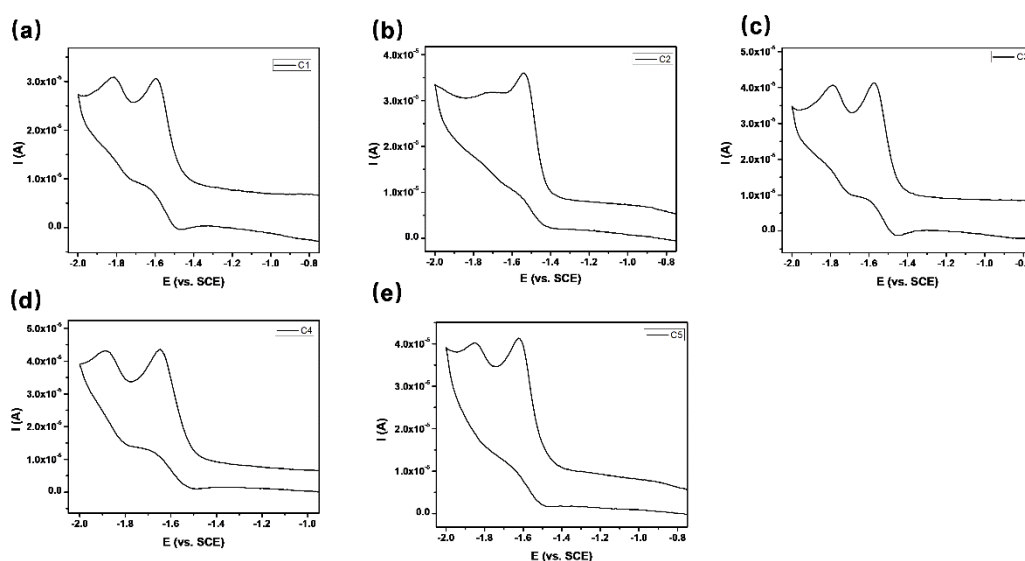 (a)
C1
3.0x10⁻⁵
2.0x10⁻⁵
1.0x10⁻⁵
0.0
I (A)
-2.0 -1.8 -1.6 -1.4 -1.2 -1.0 -0.8
E (vs. SCE)
(b)
C2
4.0x10⁻⁵
3.0x10⁻⁵
2.0x10⁻⁵
1.0x10⁻⁵
0.0
I (A)
-2.0 -1.8 -1.6 -1.4 -1.2 -1.0 -0.8
E (vs. SCE)
(c)
5.0x10⁻⁵
4.0x10⁻⁵
3.0x10⁻⁵
2.0x10⁻⁵
1.0x10⁻⁵
0.0
I (A)
-2.0 -1.8 -1.6 -1.4 -1.2 -1.0 -0.8
E (vs. SCE)
(d)
C4
5.0x10⁻⁵
4.0x10⁻⁵
3.0x10⁻⁵
2.0x10⁻⁵
1.0x10⁻⁵
0.0
I (A)
-2.0 -1.8 -1.6 -1.4 -1.2 -1.0
E (vs. SCE)
(e)
C5
4.0x10⁻⁵
3.0x10⁻⁵
2.0x10⁻⁵
1.0x10⁻⁵
0.0
I (A)
-2.0 -1.8 -1.6 -1.4 -1.2 -1.0 -0.8
E (vs. SCE)